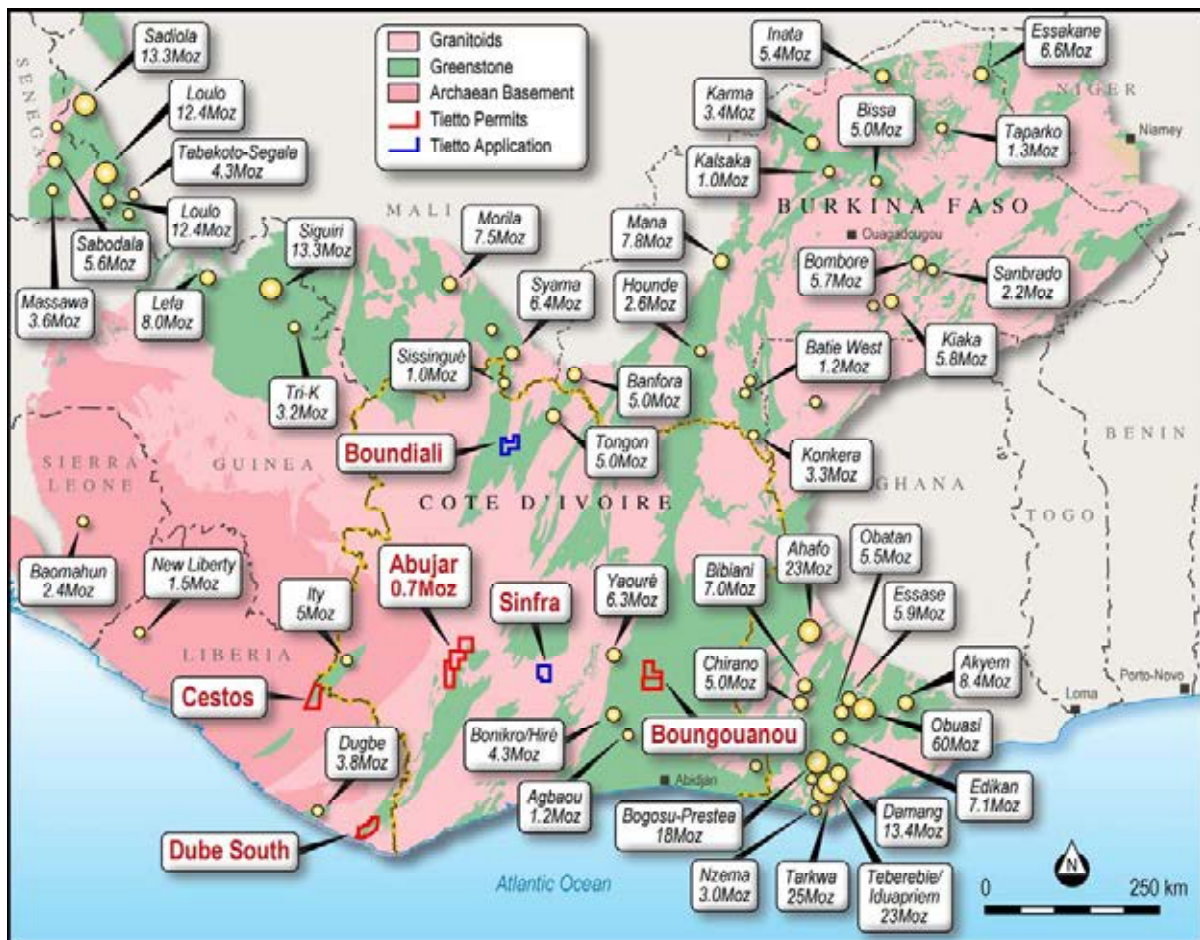 Granitoids
Greenstone
Archaean Basement
Tietto Permits
Tietto Application
Sadiola
13.3Moz
SENEGAL
Loulo
12.4Moz
Tabakoto-Segala
4.3Moz
Loulo
12.4Moz
Sabodala
5.6Moz
Massawa
3.6Moz
Lefa
8.0Moz
Siguiri
13.3Moz
Tri-K
3.2Moz
MALI
Morila
7.5Moz
Syama
6.4Moz
Sissingué
1.0Moz
Inata
5.4Moz
Essakane
6.6Moz
NIGER
Niamey
Karma
3.4Moz
Bissa
5.0Moz
Taparko
1.3Moz
Kalsaka
1.0Moz
BURKINA FASO
Ouagadougou
Mana
7.8Moz
Hounde
2.6Moz
Bombore
5.7Moz
Sanbrado
2.2Moz
Kiaka
5.8Moz
Batie West
1.2Moz
Banfora
5.0Moz
Tongon
5.0Moz
Konkera
3.3Moz
Boundiali
SIERRA
LEONE
GUINEA
COTE D'IVOIRE
GHANA
TOGO
BENIN
Baomahun
2.4Moz
New Liberty
1.5Moz
LIBERIA
Ity
5Moz
Abujar
0.7Moz
Sinfra
Yaouré
6.3Moz
Bibiani
7.0Moz
Ahafo
23Moz
Obatan
5.5Moz
Essase
5.9Moz
Chirano
5.0Moz
Akyem
8.4Moz
Porto-Novo
Loma
Cestos
Dugbe
3.8Moz
Dube South
Bonikro/Hiré
4.3Moz
Boungouanou
Agbaou
1.2Moz
Abidjan
Obuasi
60Moz
Edikan
7.1Moz
Bogosu-Prestea
18Moz
Damang
13.4Moz
Nzema
3.0Moz
Tarkwa
25Moz
Teberebie/
Iduapriem
23Moz
Atlantic Ocean
N
0 250 km